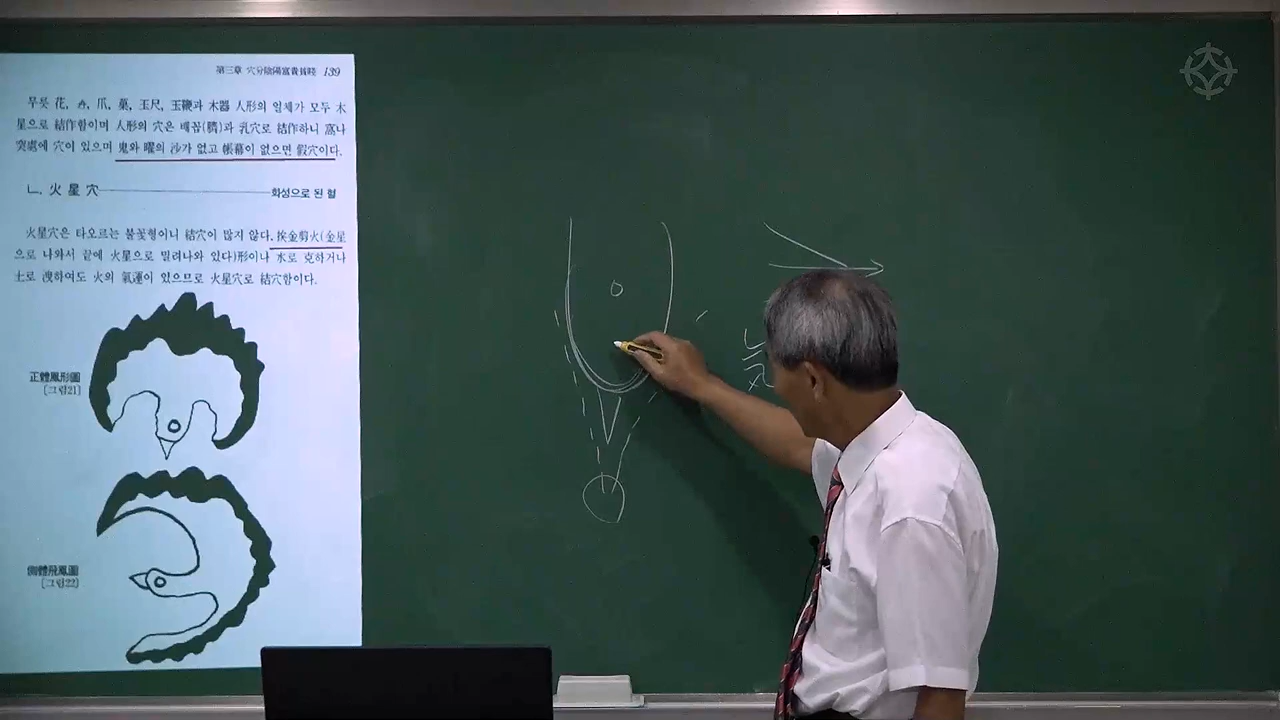 第三章 穴分陰陽富貴貧賤 139
무릇 花, 爪, 菓, 玉尺, 玉鞭과 木器 人形의 일체가 모두 木
星으로 結作함이며 人形의 穴은 배꼽(臍)과 乳穴로 結作하니 窩나
突處에 穴이 있으며 鬼와 曜의 沙가 없고 帳幕이 없으면 假穴이다.
ㄴ. 火星穴 화성으로 된 혈
火星穴은 타오르는 불꽃형이니 結穴이 많지 않다. 挨金剪火(金星
으로 나와서 끝에 火星으로 밀려나와 있다)形이나 水로 克하거나
土로 洩하여도 火의 氣運이 있으므로 火星穴로 結穴함이다.
正體鳳形圖
[그림21]
側體飛鳳圖
[그림22]